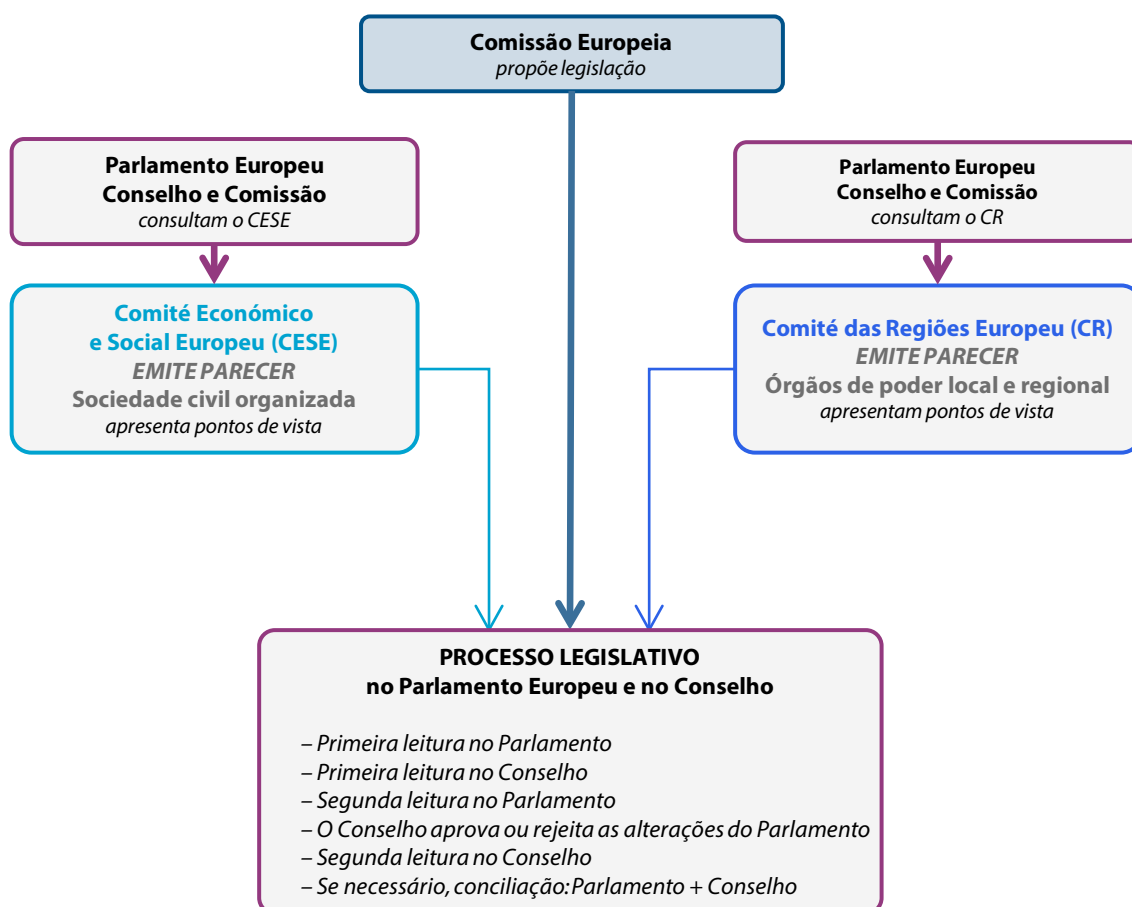 Comissão Europeia
propõe legislação
Parlamento Europeu
Conselho e Comissão
consultam o CESE
Parlamento Europeu
Conselho e Comissão
consultam o CR
Comité Económico
e Social Europeu (CESE)
EMITE PARECER
Sociedade civil organizada
apresenta pontos de vista
Comité das Regiões Europeu (CR)
EMITE PARECER
Órgãos de poder local e regional
apresentam pontos de vista
PROCESSO LEGISLATIVO
no Parlamento Europeu e no Conselho
– Primeira leitura no Parlamento
– Primeira leitura no Conselho
– Segunda leitura no Parlamento
– O Conselho aprova ou rejeita as alterações do Parlamento
– Segunda leitura no Conselho
– Se necessário, conciliação: Parlamento + Conselho